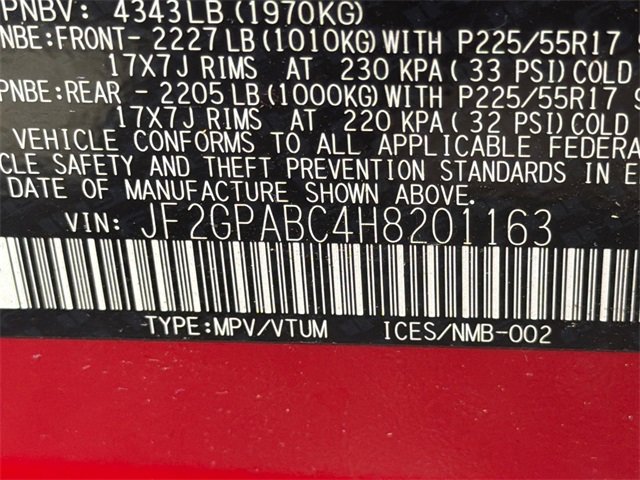 PNBV: 4343LB (1970KG)
PNBE:FRONT- 2227LB (1010KG) WITH P225/55R17
17X7J RIMS AT 230 KPA ( 33 PSI) COLD
PNBE:REAR - 2205LB (1000KG) WITH P225/55R17 9
17X7J RIMS AT 220 KPA ( 32 PSI) COLD
VEHICLE CONFORMS TO ALL APPLICABLE FEDERA
CLE SAFETY AND THEFT PREVENTION STANDARDS IN E
DATE OF MANUFACTURE SHOWN ABOVE.
VIN: JF2GPABC4H8201163
TYPE:MPV/VTUM ICES/NMB-002